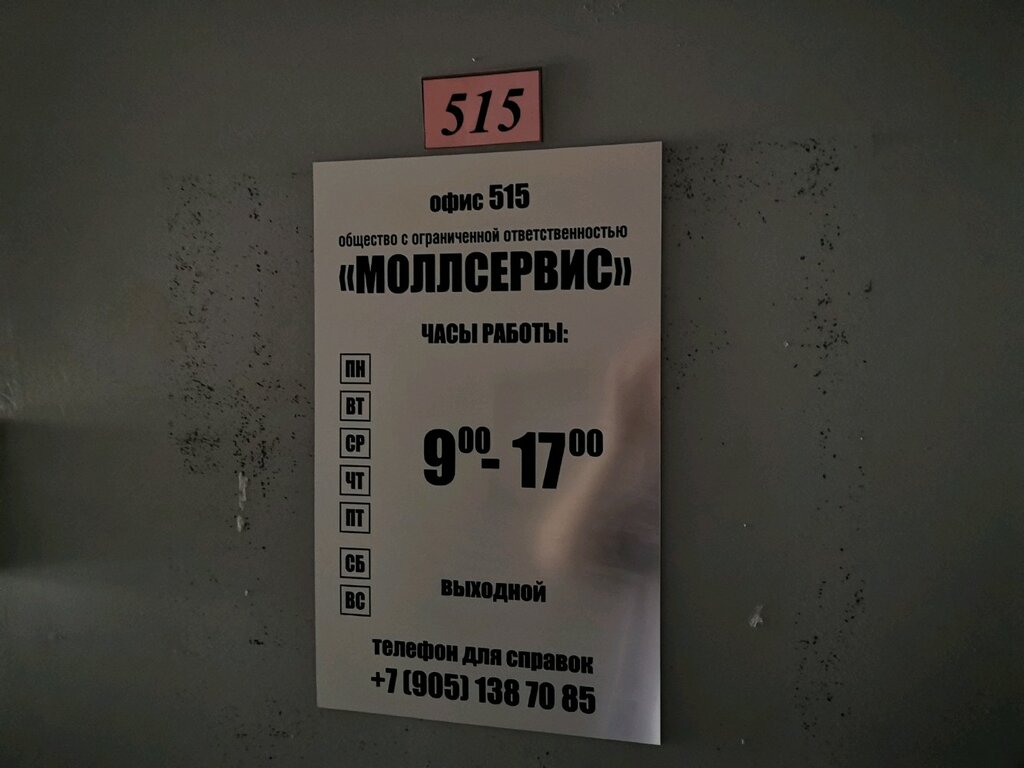 515
офис 515
общество с ограниченной ответственностью
«МОЛЛСЕРВИС»
ЧАСЫ РАБОТЫ:
ПН
ВТ
СР
ЧТ
ПТ
9⁰⁰- 17⁰⁰
СБ
ВС
выходной
телефон для справок
+7 (905) 138 70 85